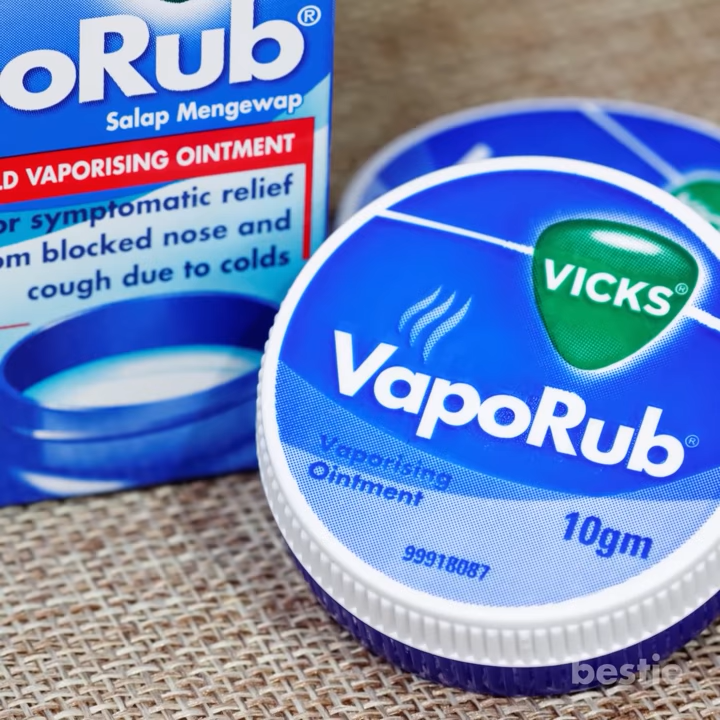 oRub®
Salap Mengewap
LD VAPORISING OINTMENT
or symptomatic relief
om blocked nose and
cough due to colds
VICKS®
VapoRub®
Vaporising
Ointment
10gm
99918087
bestie